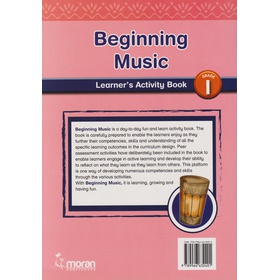 Beginning
Music
Learner's Activity Book
GRADE
1
Beginning Music is a day-to-day fun and learn activity book. The
book is carefully prepared to enable the learners enjoy as they
further their competencies, skills and understanding of all the
specific learning outcomes in the curriculum design. Peer
assessment activities have deliberately been included in the book to
enable learners engage in active learning and develop their ability
to reflect on what they learn as they learn from others. This platform
is one way of developing numerous competencies and skills
through the various activities.
With Beginning Music, it is learning, growing and
having fun.
moran